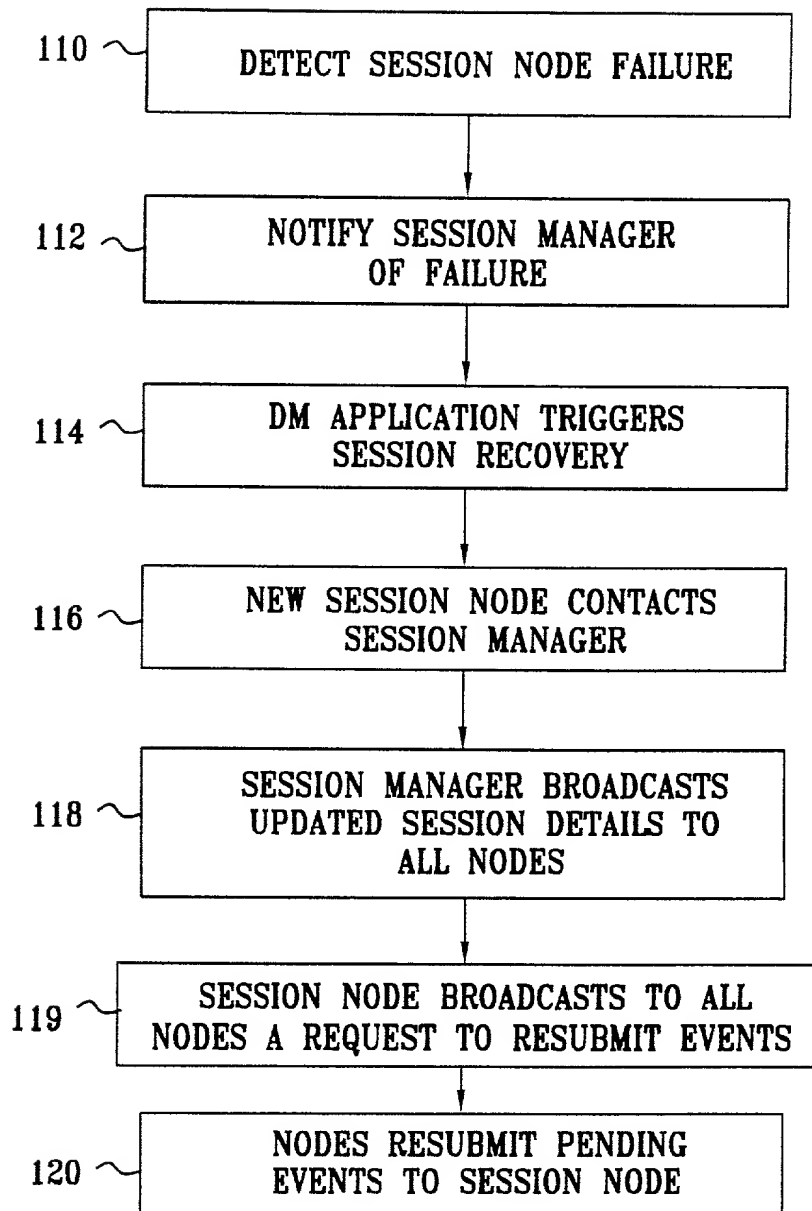 110
DETECT SESSION NODE FAILURE
112
NOTIFY SESSION MANAGER
OF FAILURE
114
DM APPLICATION TRIGGERS
SESSION RECOVERY
116
NEW SESSION NODE CONTACTS
SESSION MANAGER
118
SESSION MANAGER BROADCASTS
UPDATED SESSION DETAILS TO
ALL NODES
119
SESSION NODE BROADCASTS TO ALL
NODES A REQUEST TO RESUBMIT EVENTS
120
NODES RESUBMIT PENDING
EVENTS TO SESSION NODE